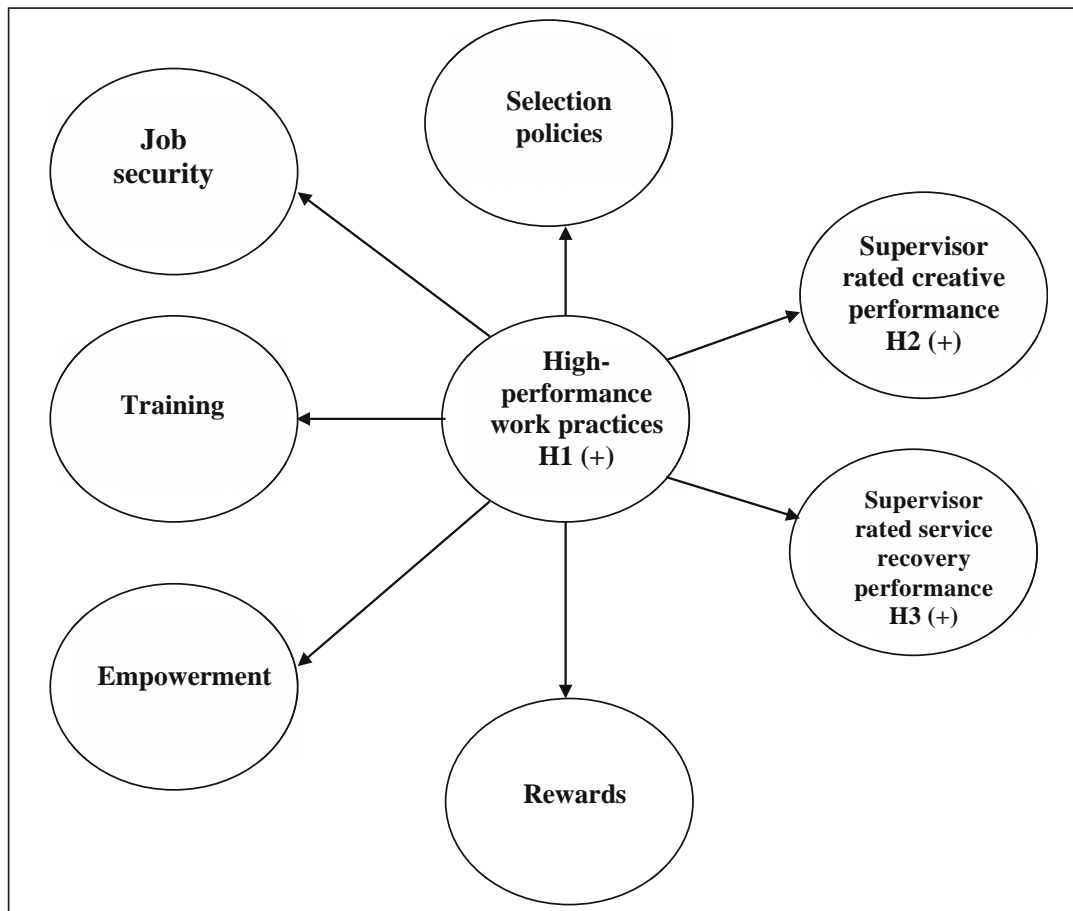 Selection
policies
Job
security
Supervisor
rated creative
performance
H2 (+)
High-
performance
work practices
H1 (+)
Training
Supervisor
rated service
recovery
performance
H3 (+)
Empowerment
Rewards